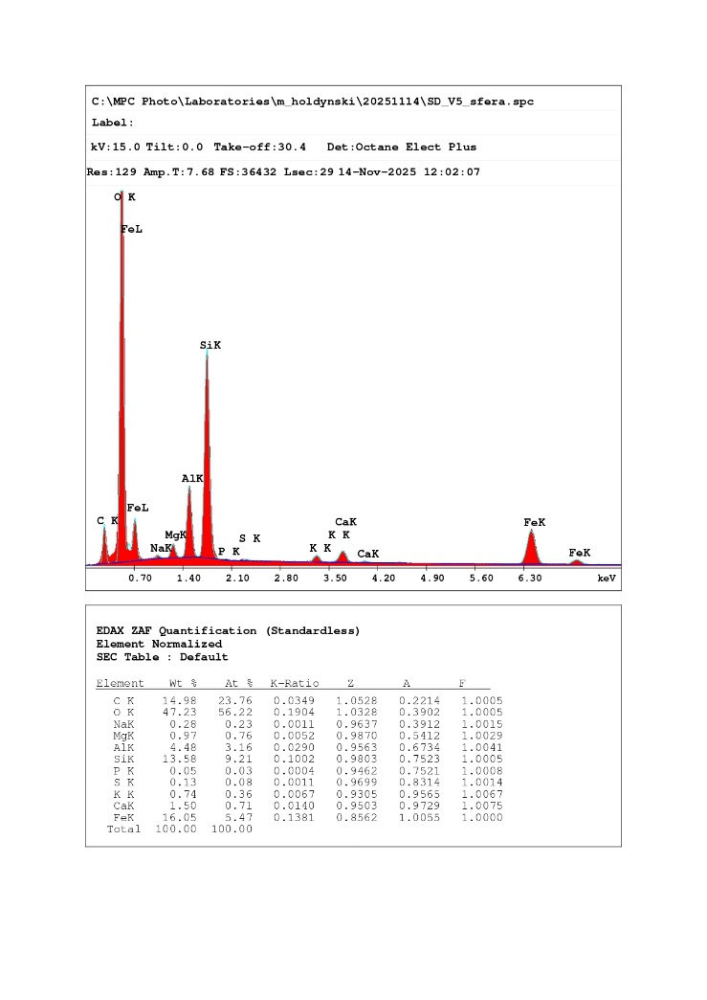 C:\MPC Photo\Laboratories\m_holdynski\20251114\SD_V5_sfera.spc
Label:
kV:15.0 Tilt:0.0 Take-off:30.4 Det:Octane Elect Plus
Res:129 Amp.T:7.68 FS:36432 Lsec:29 14-Nov-2025 12:02:07
O K
FeL
SiK
AlK
C K
FeL
MgK
NaK
P K
S K
CaK
K K
K K
CaK
FeK
FeK
0.70 1.40 2.10 2.80 3.50 4.20 4.90 5.60 6.30 keV
EDAX ZAF Quantification (Standardless)
Element Normalized
SEC Table : Default
Element Wt % At % K-Ratio Z A F
C K 14.98 23.76 0.0349 1.0528 0.2214 1.0005
O K 47.23 56.22 0.1904 1.0328 0.3902 1.0005
NaK 0.28 0.23 0.0011 0.9637 0.3912 1.0015
MgK 0.97 0.76 0.0052 0.9870 0.5412 1.0029
AlK 4.48 3.16 0.0290 0.9563 0.6734 1.0041
SiK 13.58 9.21 0.1002 0.9803 0.7523 1.0005
P K 0.05 0.03 0.0004 0.9462 0.7521 1.0008
S K 0.13 0.08 0.0011 0.9699 0.8314 1.0014
K K 0.74 0.36 0.0067 0.9305 0.9565 1.0067
CaK 1.50 0.71 0.0140 0.9503 0.9729 1.0075
FeK 16.05 5.47 0.1381 0.8562 1.0055 1.0000
Total 100.00 100.00